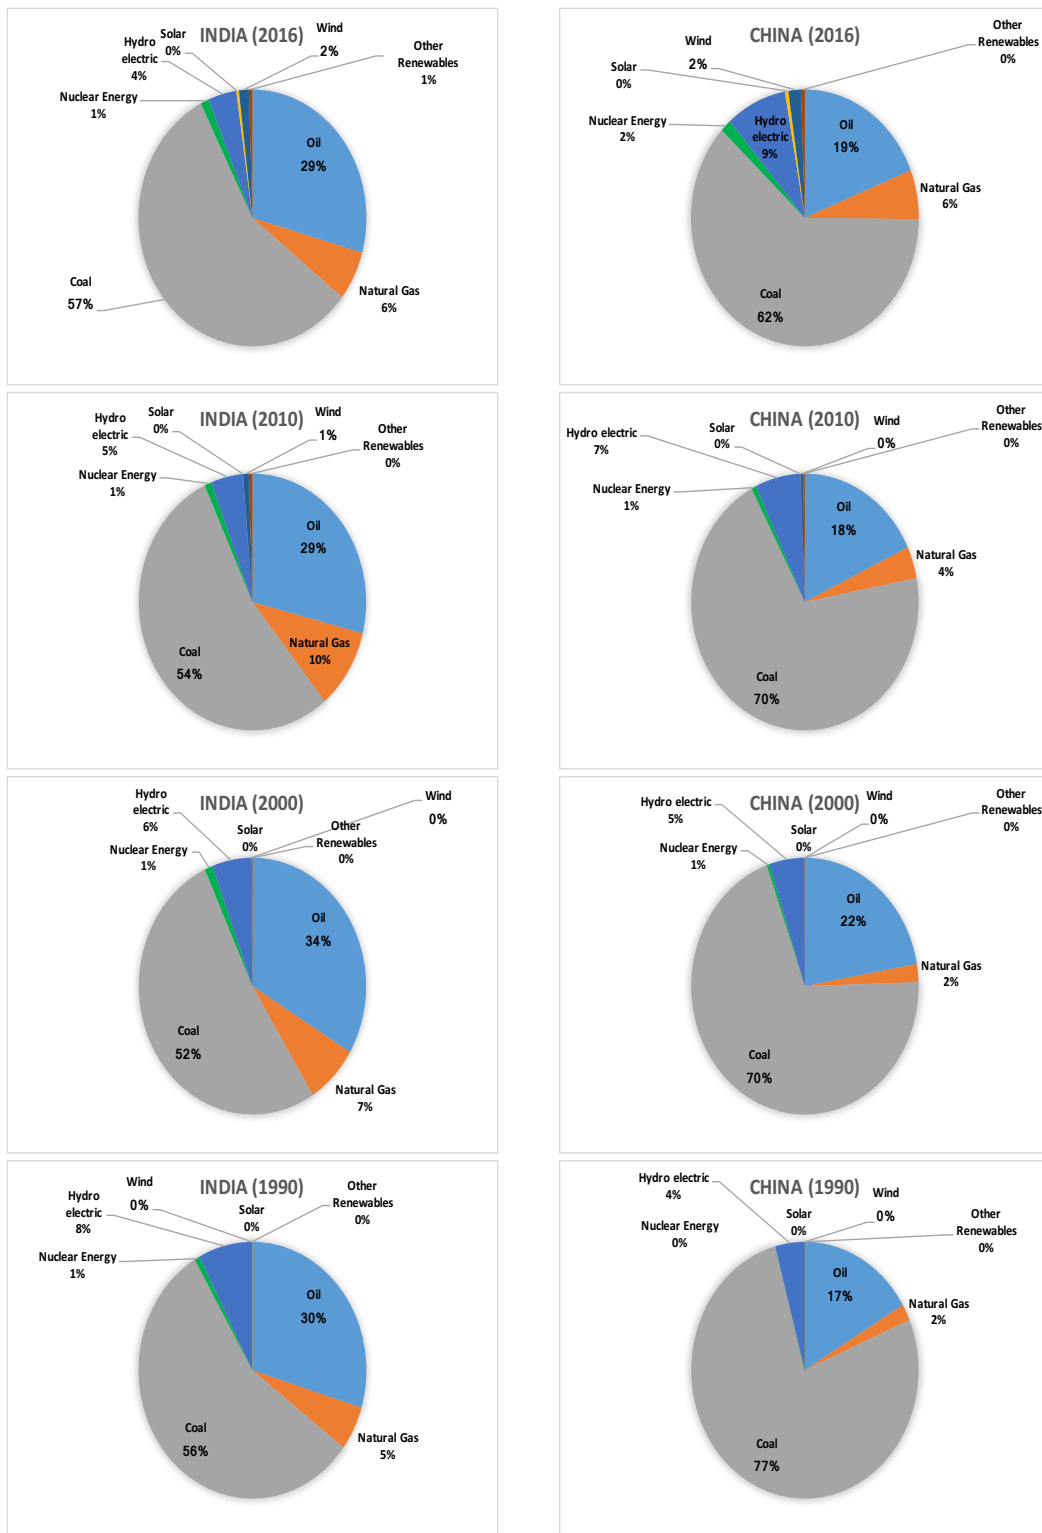 INDIA (2016)
Solar
0%
Wind
2%
Other
Renewables
1%
Hydro
electric
4%
Nuclear Energy
1%
Oil
29%
Coal
57%
Natural Gas
6%
CHINA (2016)
Wind
2%
Other
Renewables
0%
Solar
0%
Nuclear Energy
2%
Hydro
electric
9%
Oil
19%
Natural Gas
6%
Coal
62%
INDIA (2010)
Hydro
electric
5%
Solar
0%
Wind
1%
Other
Renewables
0%
Nuclear Energy
1%
Oil
29%
Natural Gas
10%
Coal
54%
CHINA (2010)
Hydro electric
7%
Solar
0%
Wind
0%
Other
Renewables
0%
Nuclear Energy
1%
Oil
18%
Natural Gas
4%
Coal
70%
INDIA (2000)
Hydro
electric
6%
Wind
0%
Solar
0%
Other
Renewables
0%
Nuclear Energy
1%
Oil
34%
Coal
52%
Natural Gas
7%
CHINA (2000)
Hydro electric
5%
Wind
0%
Other
Renewables
0%
Solar
0%
Nuclear Energy
1%
Oil
22%
Natural Gas
2%
Coal
70%
INDIA (1990)
Wind
0%
Hydro
electric
8%
Solar
0%
Other
Renewables
0%
Nuclear Energy
1%
Oil
30%
Coal
56%
Natural Gas
5%
CHINA (1990)
Hydro electric
4%
Wind
0%
Other
Renewables
0%
Nuclear Energy
0%
Solar
0%
Oil
17%
Natural Gas
2%
Coal
77%